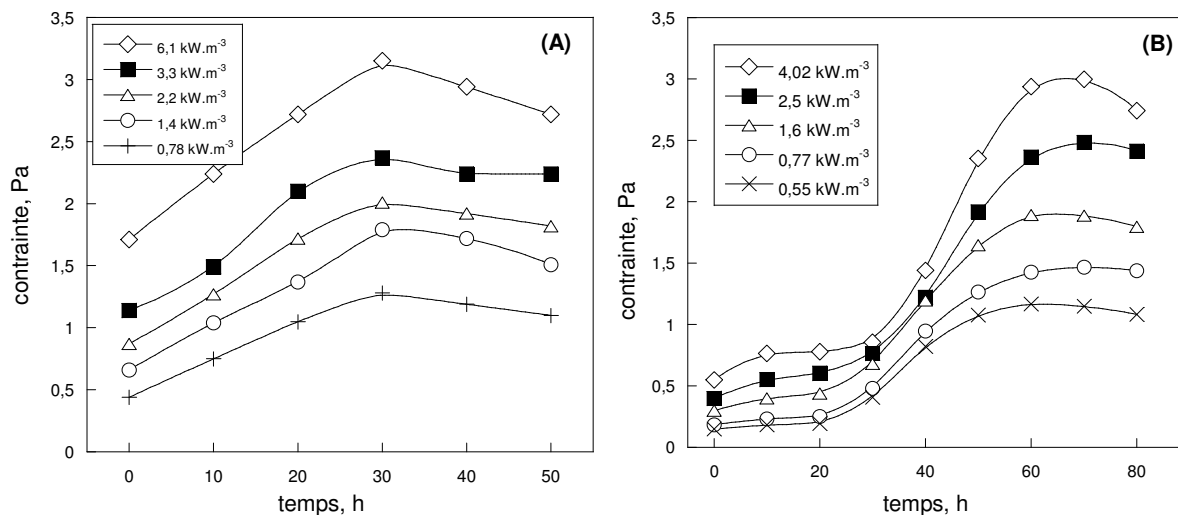 (A)
6,1 kW.m-3
3,3 kW.m-3
2,2 kW.m-3
1,4 kW.m-3
0,78 kW.m-3
contrainte, Pa
3,5
3
2,5
2
1,5
1
0,5
0
0 10 20 30 40 50
temps, h
(B)
4,02 kW.m-3
2,5 kW.m-3
1,6 kW.m-3
0,77 kW.m-3
0,55 kW.m-3
contrainte, Pa
3,5
3
2,5
2
1,5
1
0,5
0
0 20 40 60 80
temps, h